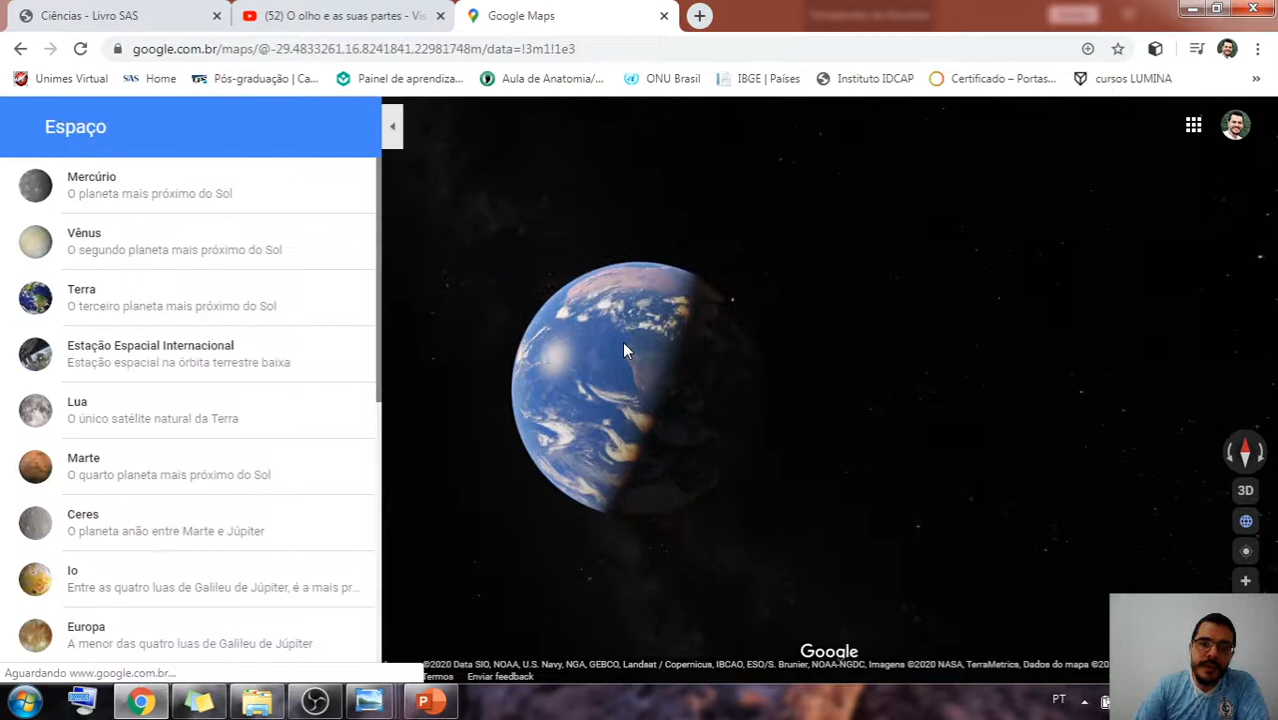 Ciências - Livro SAS
(52) O olho e as suas partes - Vis
Google Maps
google.com.br/maps/@-29.4833261,16.8241841,22981748m/data=!3m1!1e3
Unimes Virtual
SAS Home
Pós-graduação | Ca...
Painel de aprendiza...
Aula de Anatomia/...
ONU Brasil
IBGE | Países
Instituto IDCAP
Certificado – Portas...
cursos LUMINA
»
Espaço
Mercúrio
O planeta mais próximo do Sol
Vênus
O segundo planeta mais próximo do Sol
Terra
O terceiro planeta mais próximo do Sol
Estação Espacial Internacional
Estação espacial na órbita terrestre baixa
Lua
O único satélite natural da Terra
Marte
O quarto planeta mais próximo do Sol
Ceres
O planeta anão entre Marte e Júpiter
Io
Entre as quatro luas de Galileu de Júpiter, é a mais pr...
Europa
A menor das quatro luas de Galileu de Júpiter
3D
Google
Aguardando www.google.com.br...
©2020 Data SIO, NOAA, U.S. Navy, NGA, GEBCO, Landsat / Copernicus, IBCAO, ESO/S. Brunier, NOAA-NGDC, Imagens ©2020 NASA, TerraMetrics, Dados do mapa ©20
Termos Enviar feedback
PT